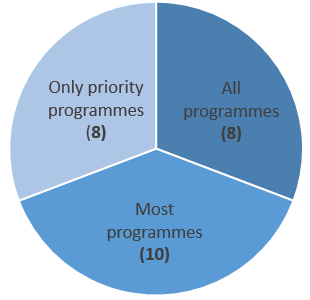 Only priority
programmes
(8)
All
programmes
(8)
Most
programmes
(10)